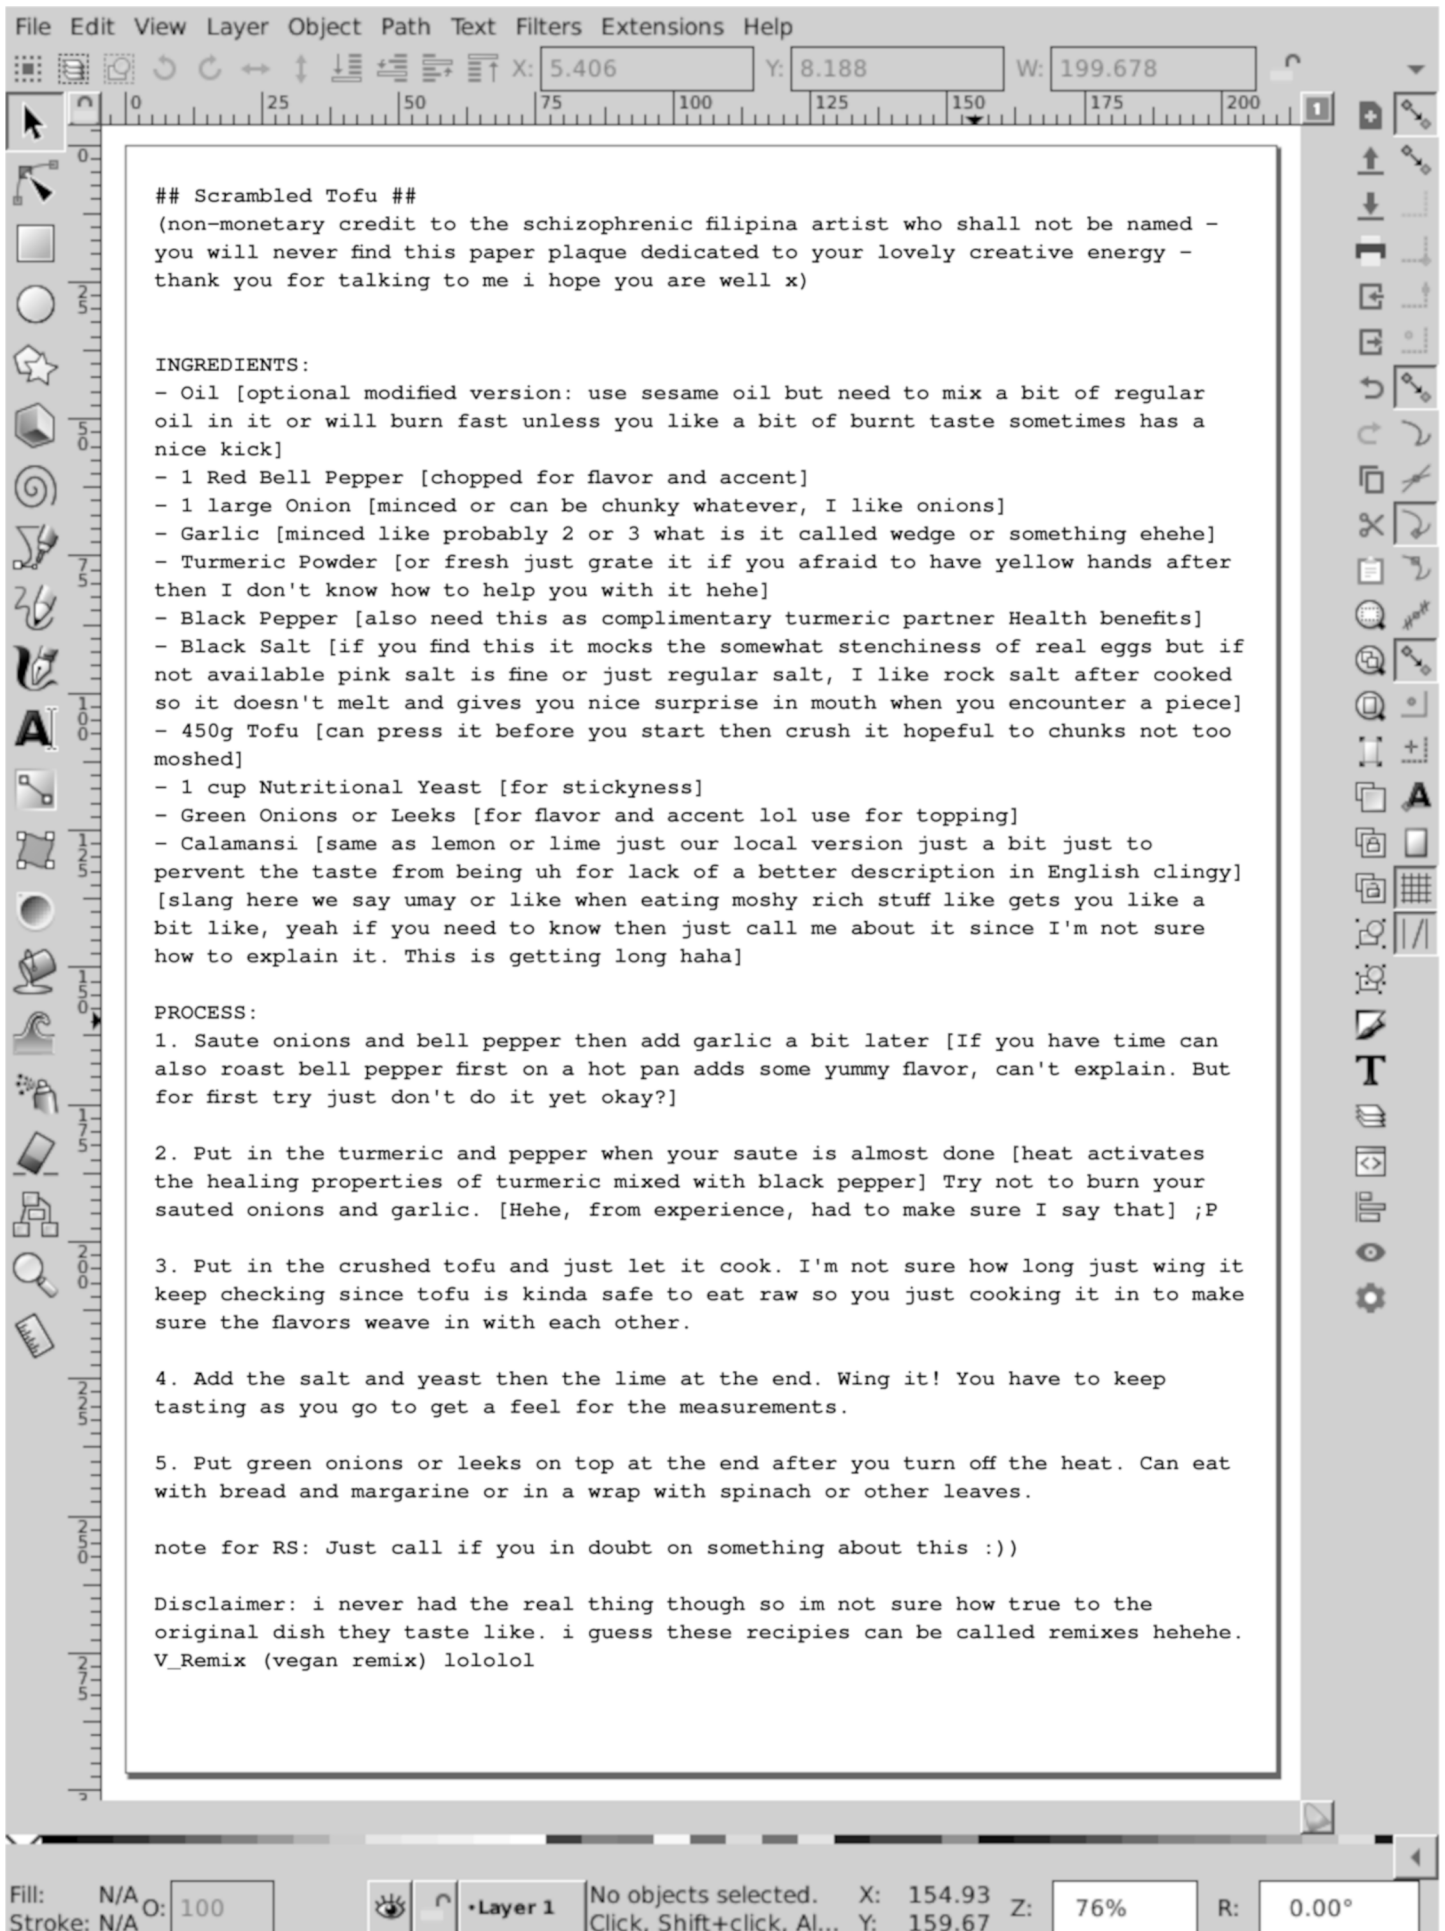 File Edit View Layer Object Path Text Filters Extensions Help
X: 5.406 Y: 8.188 W: 199.678
0 25 50 75 100 125 150 175 200
1
## Scrambled Tofu ##
(non-monetary credit to the schizophrenic filipina artist who shall not be named -
you will never find this paper plaque dedicated to your lovely creative energy -
thank you for talking to me i hope you are well x)
INGREDIENTS:
- Oil [optional modified version: use sesame oil but need to mix a bit of regular
oil in it or will burn fast unless you like a bit of burnt taste sometimes has a
nice kick]
- 1 Red Bell Pepper [chopped for flavor and accent]
- 1 large Onion [minced or can be chunky whatever, I like onions]
- Garlic [minced like probably 2 or 3 what is it called wedge or something ehehe]
- Turmeric Powder [or fresh just grate it if you afraid to have yellow hands after
then I don't know how to help you with it hehe]
- Black Pepper [also need this as complimentary turmeric partner Health benefits]
- Black Salt [if you find this it mocks the somewhat stenchiness of real eggs but if
not available pink salt is fine or just regular salt, I like rock salt after cooked
so it doesn't melt and gives you nice surprise in mouth when you encounter a piece]
- 450g Tofu [can press it before you start then crush it hopeful to chunks not too
moshed]
- 1 cup Nutritional Yeast [for stickyness]
- Green Onions or Leeks [for flavor and accent lol use for topping]
- Calamansi [same as lemon or lime just our local version just a bit just to
pervent the taste from being uh for lack of a better description in English clingy]
[slang here we say umay or like when eating moshy rich stuff like gets you like a
bit like, yeah if you need to know then just call me about it since I'm not sure
how to explain it. This is getting long haha]
PROCESS:
1. Saute onions and bell pepper then add garlic a bit later [If you have time can
also roast bell pepper first on a hot pan adds some yummy flavor, can't explain. But
for first try just don't do it yet okay?]
2. Put in the turmeric and pepper when your saute is almost done [heat activates
the healing properties of turmeric mixed with black pepper] Try not to burn your
sauted onions and garlic. [Hehe, from experience, had to make sure I say that] ;P
3. Put in the crushed tofu and just let it cook. I'm not sure how long just wing it
keep checking since tofu is kinda safe to eat raw so you just cooking it in to make
sure the flavors weave in with each other.
4. Add the salt and yeast then the lime at the end. Wing it! You have to keep
tasting as you go to get a feel for the measurements.
5. Put green onions or leeks on top at the end after you turn off the heat. Can eat
with bread and margarine or in a wrap with spinach or other leaves.
note for RS: Just call if you in doubt on something about this :))
Disclaimer: i never had the real thing though so im not sure how true to the
original dish they taste like. i guess these recipies can be called remixes hehehe.
V_Remix (vegan remix) lololol
0
25
50
75
100
125
150
175
200
225
250
275
Fill: N/A O: 100 •Layer 1 No objects selected. X: 154.93 Z: 76% R: 0.00°
Stroke: N/A Click, Shift+click, Al... Y: 159.67